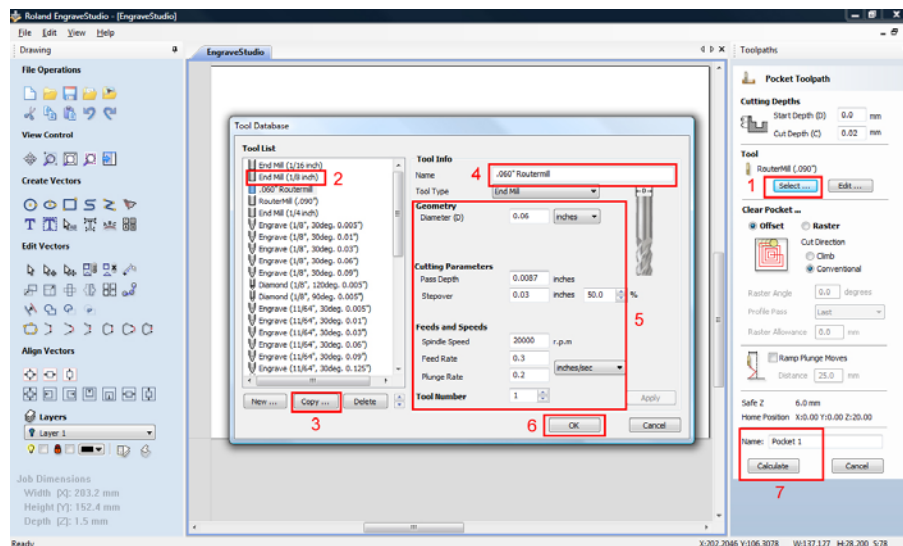 Roland EngraveStudio - [EngraveStudio]
File Edit View Help
Drawing
File Operations
View Control
Create Vectors
Edit Vectors
Align Vectors
Layers
Layer 1
Job Dimensions
Width [X]: 203.2 mm
Height [Y]: 152.4 mm
Depth [Z]: 1.5 mm
Ready
EngraveStudio
Tool Database
Tool List
End Mill (1/16 inch)
End Mill (1/8 inch)
2
.060" Routermill
RouterMill (.090")
End Mill (1/4 inch)
Engrave (1/8", 30deg. 0.005")
Engrave (1/8", 30deg. 0.01")
Engrave (1/8", 30deg. 0.03")
Engrave (1/8", 30deg. 0.06")
Engrave (1/8", 30deg. 0.09")
Diamond (1/8", 120deg. 0.005")
Diamond (1/8", 90deg. 0.005")
Engrave (11/64", 30deg. 0.005")
Engrave (11/64", 30deg. 0.01")
Engrave (11/64", 30deg. 0.03")
Engrave (11/64", 30deg. 0.06")
Engrave (11/64", 30deg. 0.09")
Engrave (11/64", 30deg. 0.125")
New ... Copy ... Delete
3
Tool Info
4
Name .060" Routermill
Tool Type End Mill
D
Geometry
Diameter (D) 0.06 inches
Cutting Parameters
Pass Depth 0.0087 inches
Stepover 0.03 inches 50.0 %
5
Feeds and Speeds
Spindle Speed 20000 r.p.m
Feed Rate 0.3
inches/sec
Plunge Rate 0.2
Tool Number 1
Apply
6
OK Cancel
Toolpaths
Pocket Toolpath
Cutting Depths
Start Depth (D) 0.0 mm
Cut Depth (C) 0.02 mm
Tool
RouterMill (.090")
1 Select ... Edit ...
Clear Pocket ...
Offset Raster
Cut Direction
Climb
Conventional
Raster Angle 0.0 degrees
Profile Pass Last
Raster Allowance 0.0 mm
Ramp Plunge Moves
Distance 25.0 mm
Safe Z 6.0 mm
Home Position X:0.00 Y:0.00 Z:20.00
Name: Pocket 1
Calculate Cancel
7
X:202.2046 Y:106.3078 W:137.127 H:28.200 S:78